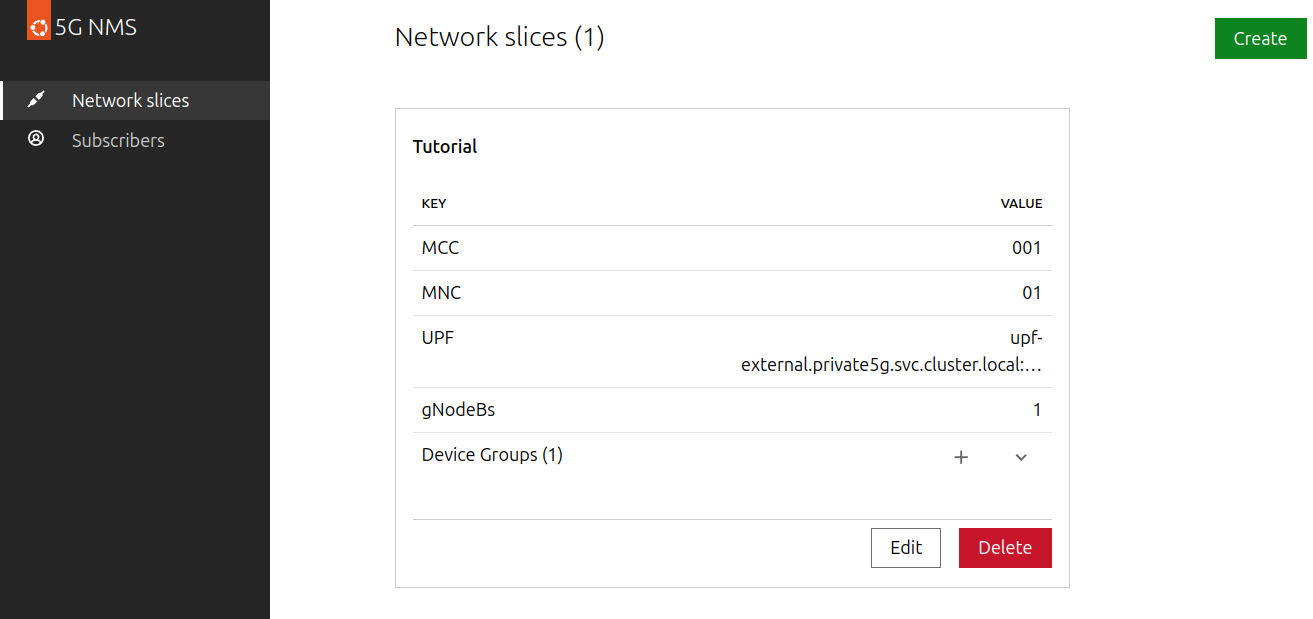 5G NMS
Network slices
Subscribers
Network slices (1)
Create
Tutorial
KEY VALUE
MCC 001
MNC 01
UPF upf-
external.private5g.svc.cluster.local:...
gNodeBs 1
Device Groups (1)
Edit Delete